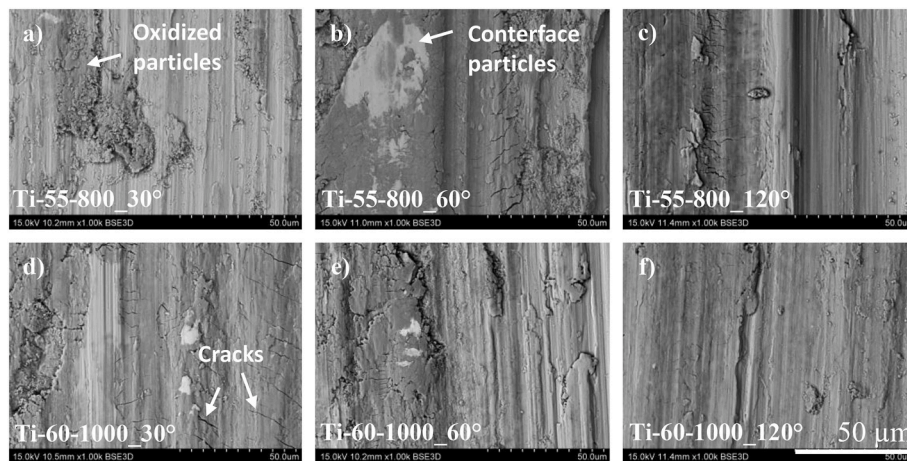 a)
Oxidized
particles
Ti-55-800_30°
15.0kV 10.2mm x1.00k BSE3D 50.0um
b)
Conterface
particles
Ti-55-800_60°
15.0kV 11.0mm x1.00k BSE3D 50.0um
c)
Ti-55-800_120°
15.0kV 11.4mm x1.00k BSE3D 50.0um
d)
Cracks
Ti-60-1000_30°
15.0kV 10.5mm x1.00k BSE3D 50.0um
e)
Ti-60-1000_60°
15.0kV 11.2mm x1.00k BSE3D 50.0um
f)
Ti-60-1000_120°
50 µm
15.0kV 11.4mm x1.00k BSE3D 50.0um